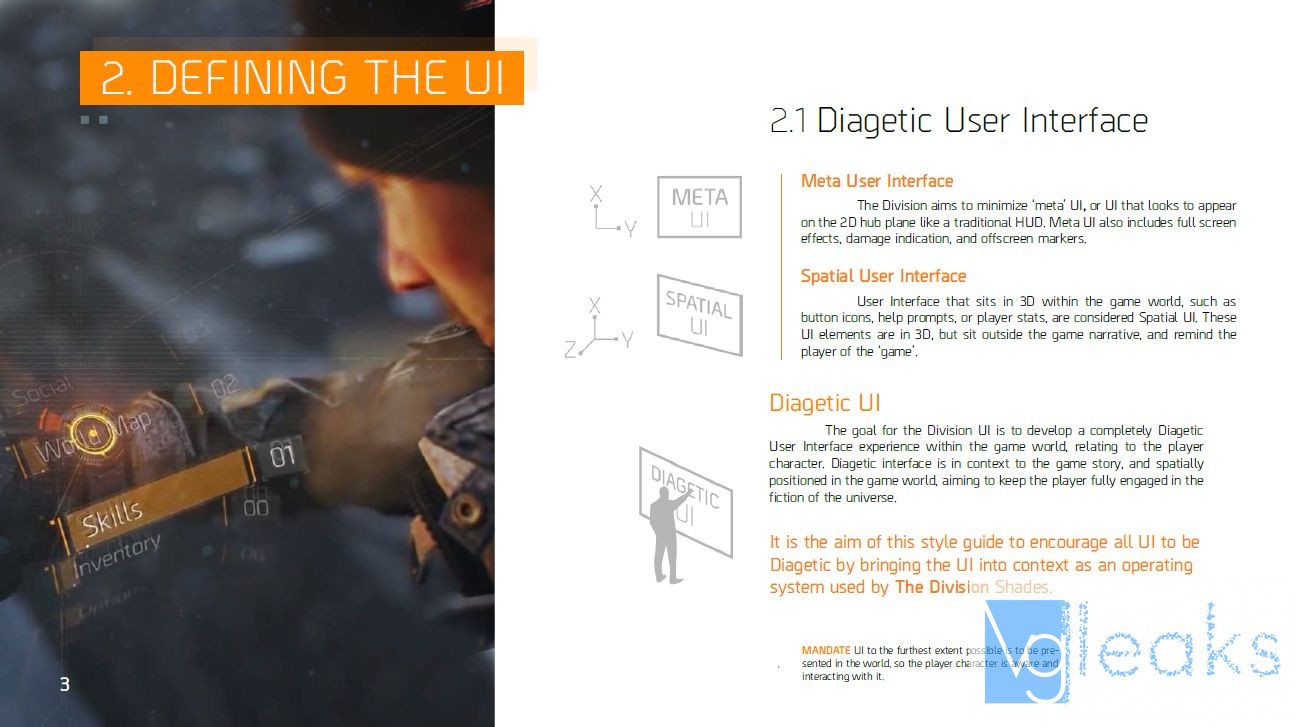 2. DEFINING THE UI
2.1 Diagetic User Interface
Meta User Interface
The Division aims to minimize 'meta' UI, or UI that looks to appear
on the 2D hub plane like a traditional HUD. Meta UI also includes full screen
effects, damage indication, and offscreen markers.
Spatial User Interface
User Interface that sits in 3D within the game world, such as
button icons, help prompts, or player stats, are considered Spatial UI. These
UI elements are in 3D, but sit outside the game narrative, and remind the
player of the 'game'.
Diagetic UI
The goal for the Division UI is to develop a completely Diagetic
User Interface experience within the game world, relating to the player
character. Diagetic interface is in context to the game story, and spatially
positioned in the game world, aiming to keep the player fully engaged in the
fiction of the universe.
It is the aim of this style guide to encourage all UI to be
Diagetic by bringing the UI into context as an operating
system used by The Division Shades.
MANDATE UI to the furthest extent possible is to be pre-
sented in the world, so the player character is aware and
interacting with it.
X
Y
META
UI
X
Y
Z
SPATIAL
UI
DIAGETIC
UI
Social
02
World Map
01
Skills
00
Inventory
Options
3
vgleaks